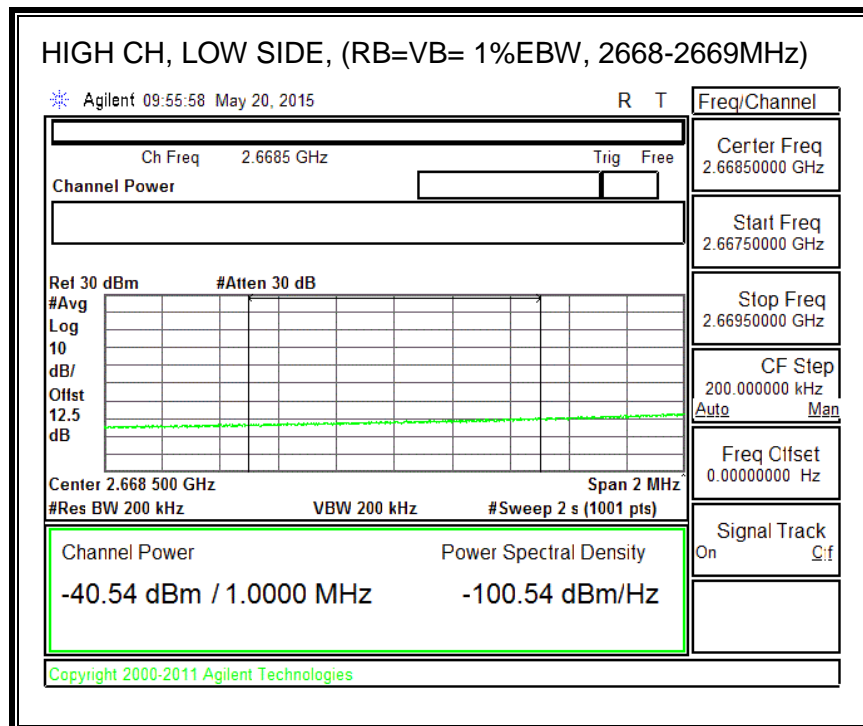 HIGH CH, LOW SIDE, (RB=VB= 1%EBW, 2668-2669MHz)
Agilent 09:55:58 May 20, 2015 R T
Ch Freq 2.6685 GHz Trig Free
Channel Power
Ref 30 dBm #Atten 30 dB
#Avg
Log
10
dB/
Offst
12.5
dB
Center 2.668 500 GHz Span 2 MHz
#Res BW 200 kHz VBW 200 kHz #Sweep 2 s (1001 pts)
Channel Power Power Spectral Density
-40.54 dBm / 1.0000 MHz -100.54 dBm/Hz
Copyright 2000-2011 Agilent Technologies
Freq/Channel
Center Freq
2.66850000 GHz
Start Freq
2.66750000 GHz
Stop Freq
2.66950000 GHz
CF Step
200.000000 kHz
Auto Man
Freq Offset
0.00000000 Hz
Signal Track
On Off